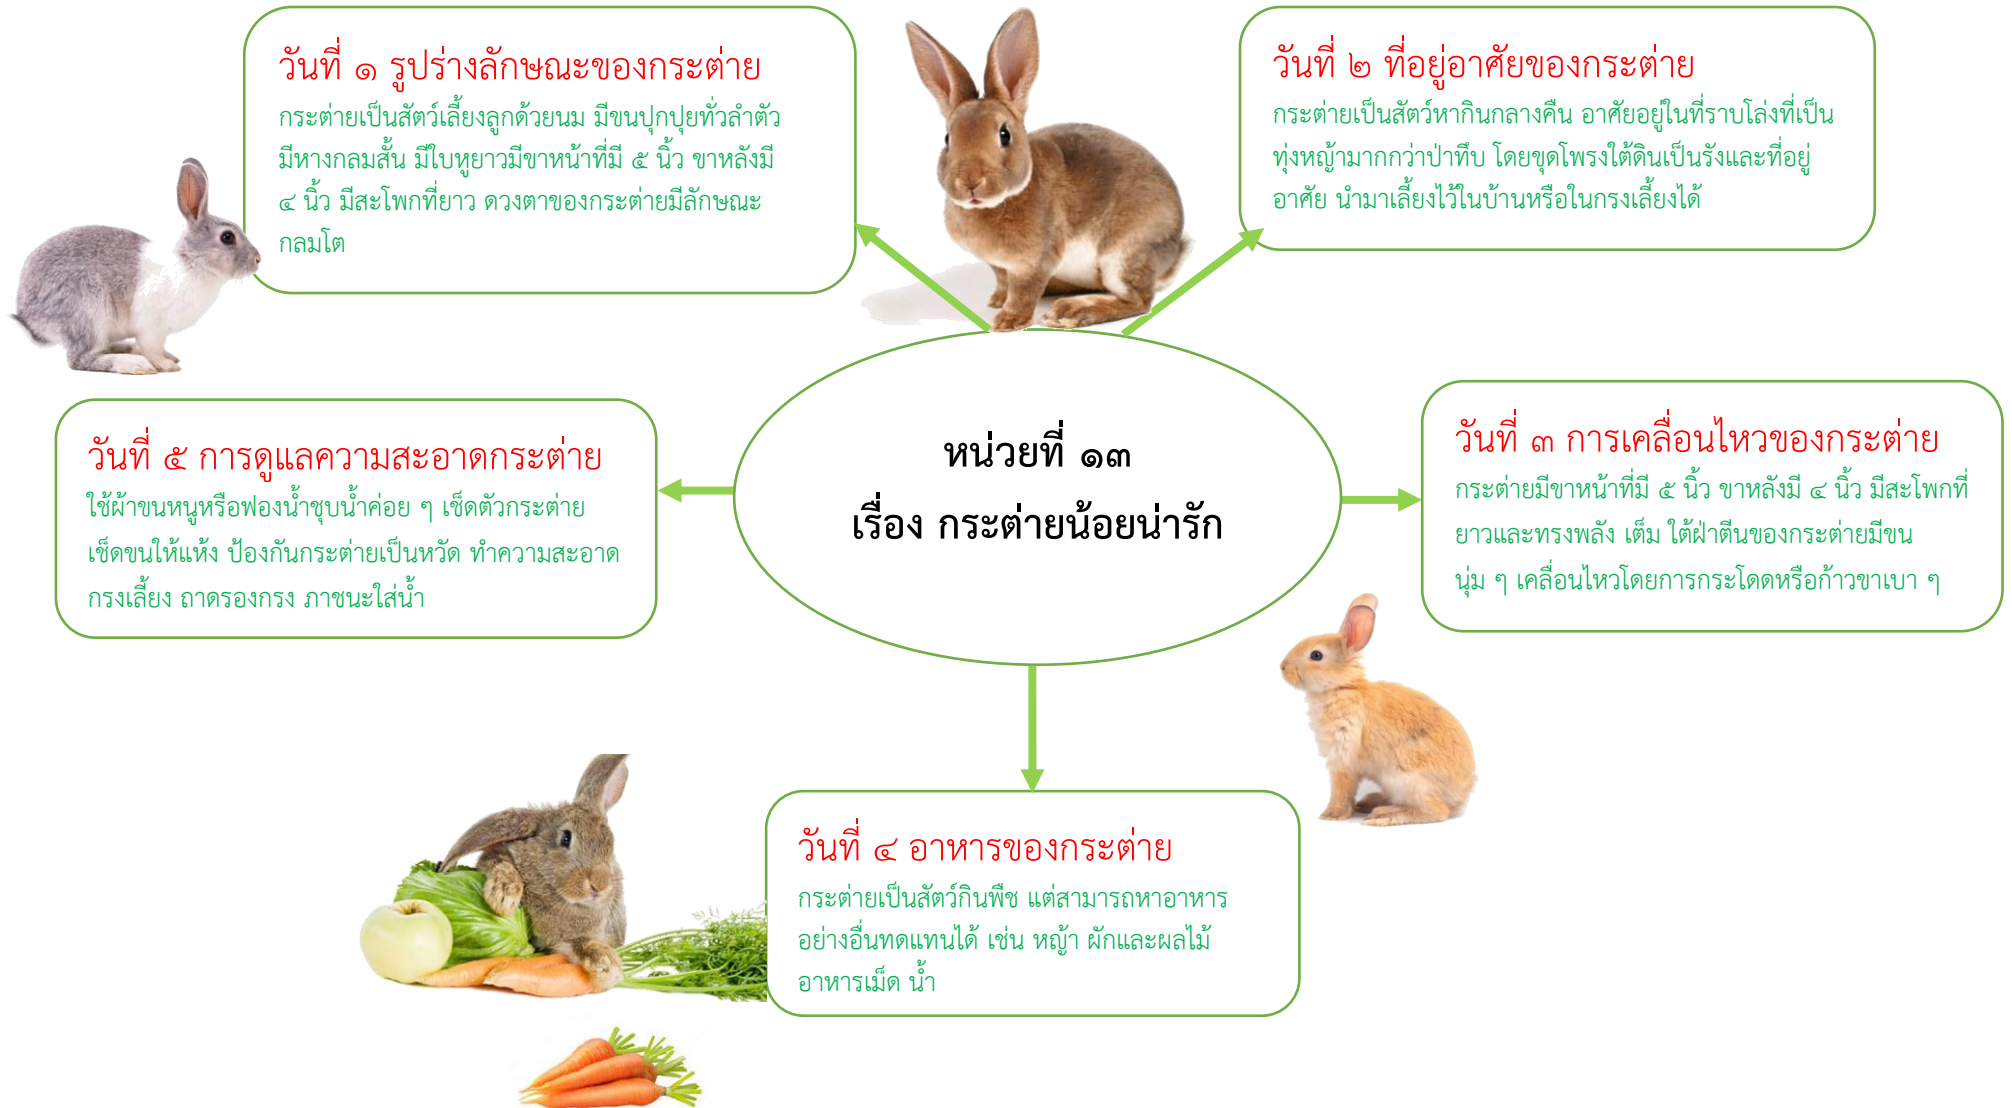 วันที่ ๑ รูปร่างลักษณะของกระต่าย
กระต่ายเป็นสัตว์เลี้ยงลูกด้วยนม มีขนปุกปุยทั่วลำตัว
มีหางกลมสั้น มีใบหูยาวมีขาหน้าที่มี ๕ นิ้ว ขาหลังมี
๔ นิ้ว มีสะโพกที่ยาว ดวงตาของกระต่ายมีลักษณะ
กลมโต
วันที่ ๒ ที่อยู่อาศัยของกระต่าย
กระต่ายเป็นสัตว์หากินกลางคืน อาศัยอยู่ในที่ราบโล่งที่เป็น
ทุ่งหญ้ามากกว่าป่าทึบ โดยขุดโพรงใต้ดินเป็นรังและที่อยู่
อาศัย นำมาเลี้ยงไว้ในบ้านหรือในกรงเลี้ยงได้
หน่วยที่ ๑๓
เรื่อง กระต่ายน้อยน่ารัก
วันที่ ๓ การเคลื่อนไหวของกระต่าย
กระต่ายมีขาหน้าที่มี ๕ นิ้ว ขาหลังมี ๔ นิ้ว มีสะโพกที่
ยาวและทรงพลัง เต็ม ใต้ฝ่าตีนของกระต่ายมีขน
นุ่ม ๆ เคลื่อนไหวโดยการกระโดดหรือก้าวขาเบา ๆ
วันที่ ๕ การดูแลความสะอาดกระต่าย
ใช้ผ้าขนหนูหรือฟองน้ำชุบน้ำค่อย ๆ เช็ดตัวกระต่าย
เช็ดขนให้แห้ง ป้องกันกระต่ายเป็นหวัด ทำความสะอาด
กรงเลี้ยง ถาดรองกรง ภาชนะใส่น้ำ
วันที่ ๔ อาหารของกระต่าย
กระต่ายเป็นสัตว์กินพืช แต่สามารถหาอาหาร
อย่างอื่นทดแทนได้ เช่น หญ้า ผักและผลไม้
อาหารเม็ด น้ำ